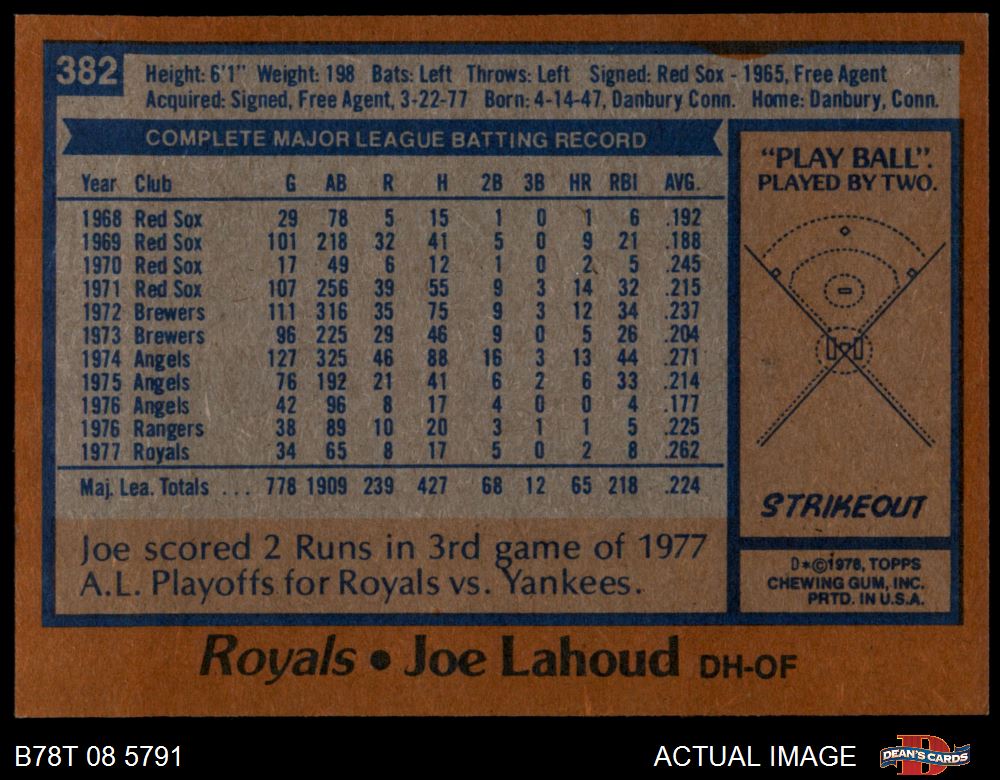 382
Height: 6'1" Weight: 198 Bats: Left Throws: Left Signed: Red Sox - 1965, Free Agent
Acquired: Signed, Free Agent, 3-22-77 Born: 4-14-47, Danbury Conn. Home: Danbury, Conn.
COMPLETE MAJOR LEAGUE BATTING RECORD
Year Club G AB R H 2B 3B HR RBI AVG.
1968 Red Sox 29 78 5 15 1 0 1 6 .192
1969 Red Sox 101 218 32 41 5 0 9 21 .188
1970 Red Sox 17 49 6 12 1 0 2 5 .245
1971 Red Sox 107 256 39 55 9 3 14 32 .215
1972 Brewers 111 316 35 75 9 3 12 34 .237
1973 Brewers 96 225 29 46 9 0 5 26 .204
1974 Angels 127 325 46 88 16 3 13 44 .271
1975 Angels 76 192 21 41 6 2 6 33 .214
1976 Angels 42 96 8 17 4 0 0 4 .177
1976 Rangers 38 89 10 20 3 1 1 5 .225
1977 Royals 34 65 8 17 5 0 2 8 .262
Maj. Lea. Totals ... 778 1909 239 427 68 12 65 218 .224
Joe scored 2 Runs in 3rd game of 1977
A.L. Playoffs for Royals vs. Yankees.
"PLAY BALL".
PLAYED BY TWO.
STRIKEOUT
D*©1978, TOPPS
CHEWING GUM, INC.
PRTD. IN U.S.A.
Royals • Joe Lahoud DH-OF
B78T 08 5791
ACTUAL IMAGE
DEAN'S CARDS